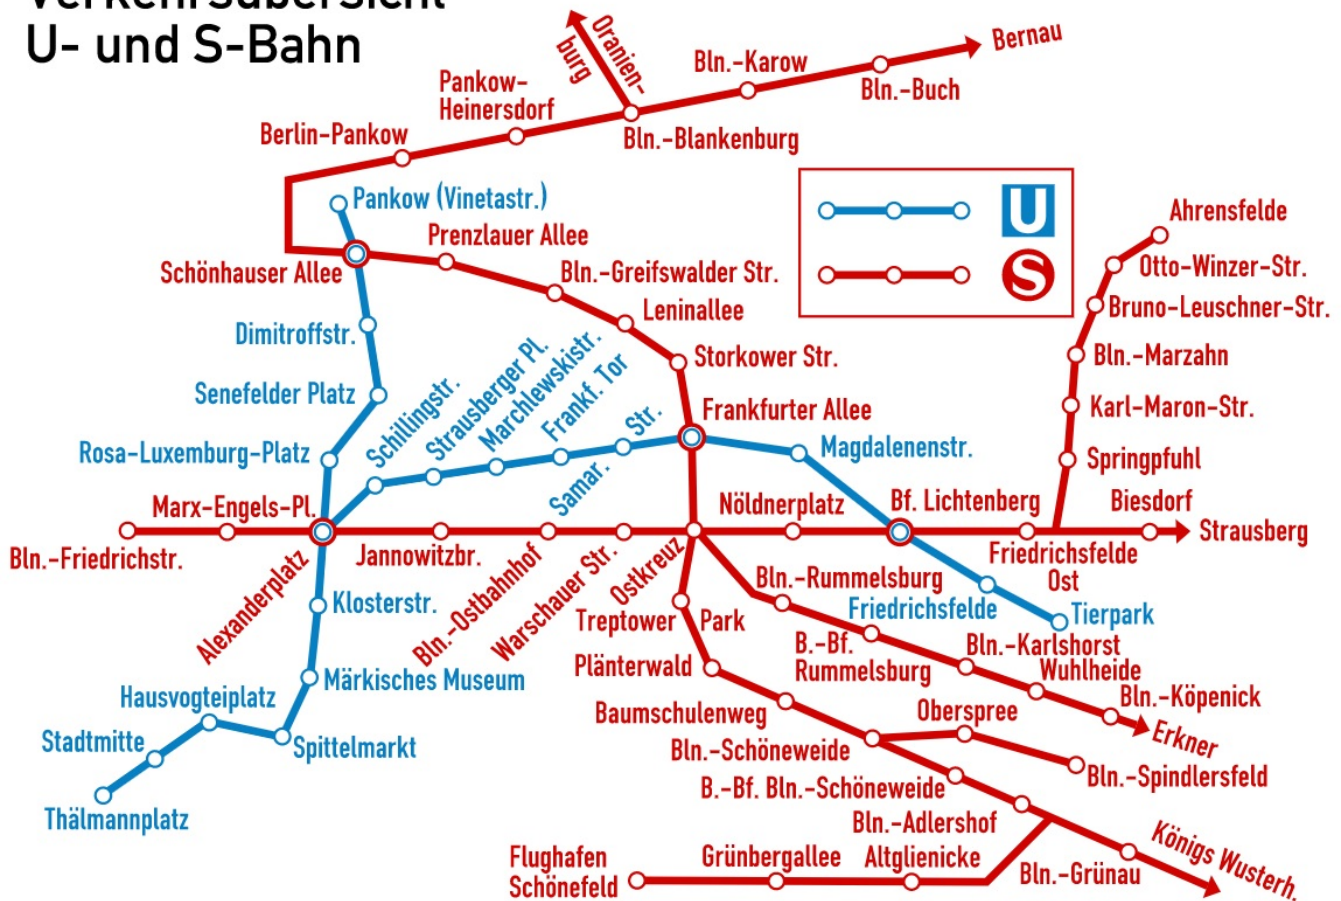 Verkehrsübersicht
U- und S-Bahn
Oranien-
burg
Bernau
Bln.-Karow
Bln.-Buch
Pankow-
Heinersdorf
Bln.-Blankenburg
Berlin-Pankow
Pankow (Vinetastr.)
U
S
Ahrensfelde
Prenzlauer Allee
Schönhauser Allee
Bln.-Greifswalder Str.
Otto-Winzer-Str.
Leninallee
Bruno-Leuschner-Str.
Dimitroffstr.
Storkower Str.
Bln.-Marzahn
Senefelder Platz
Schillingstr.
Strausberger Pl.
Marchlewskistr.
Frankf. Tor
Samar.
Str.
Frankfurter Allee
Karl-Maron-Str.
Rosa-Luxemburg-Platz
Magdalenenstr.
Springpfuhl
Marx-Engels-Pl.
Nöldnerplatz
Bf. Lichtenberg
Biesdorf
Strausberg
Bln.-Friedrichstr.
Alexanderplatz
Jannowitzbr.
Bln.-Ostbahnhof
Warschauer Str.
Ostkreuz
Friedrichsfelde
Ost
Klosterstr.
Bln.-Rummelsburg
Friedrichsfelde
Tierpark
Treptower Park
B.-Bf.
Rummelsburg
Bln.-Karlshorst
Plänterwald
Wuhlheide
Märkisches Museum
Hausvogteiplatz
Bln.-Köpenick
Erkner
Baumschulenweg
Oberspree
Stadtmitte
Spittelmarkt
Bln.-Schöneweide
Bln.-Spindlersfeld
B.-Bf. Bln.-Schöneweide
Thälmannplatz
Bln.-Adlershof
Königs Wusterh.
Flughafen
Schönefeld
Grünbergallee
Altglienicke
Bln.-Grünau